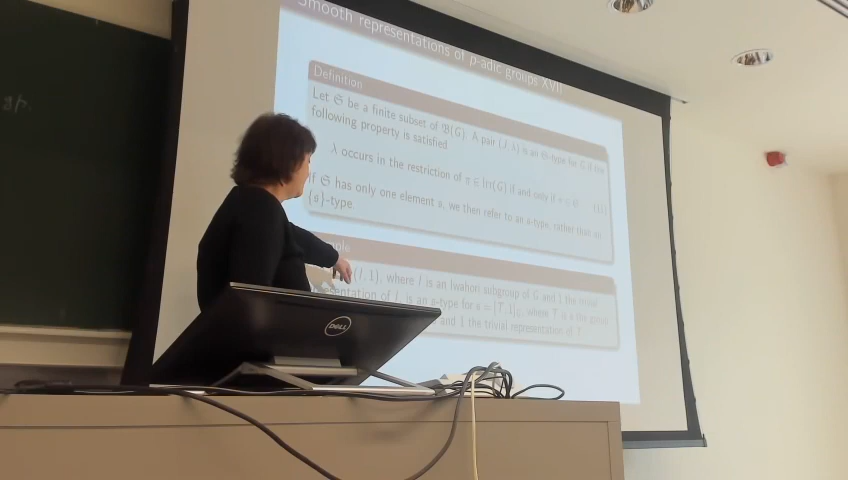 Smooth representations of p-adic groups XVII
Definition
Let 𝔖 be a finite subset of 𝔅(G). A pair (J, λ) is an 𝔖-type for G if the
following property is satisfied
λ occurs in the restriction of π ∈ Irr(G) if and only if π ∈
If 𝔖 has only one element 𝔰, we then refer to an 𝔰-type, rather than an
{𝔰}-type
(I, 1), where I is an Iwahori subgroup of G and 1 the trivial
of I, is an 𝔰-type for 𝔰 = [T, 1]G, where T is a
and 1 the trivial representation of T
DELL